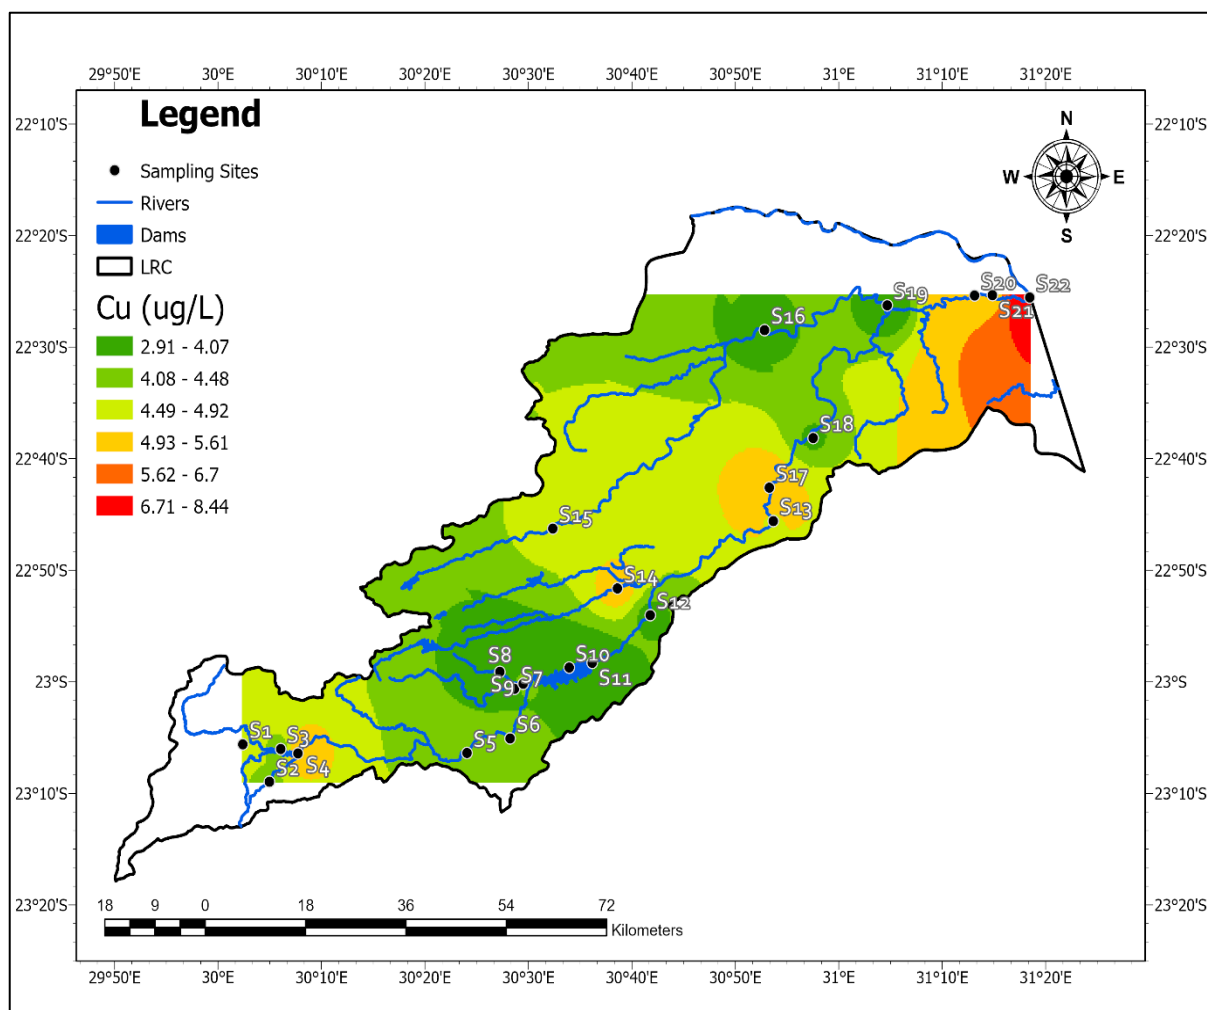 29°50'E 30°E 30°10'E 30°20'E 30°30'E 30°40'E 30°50'E 31°E 31°10'E 31°20'E
Legend
Sampling Sites
Rivers
Dams
LRC
Cu (ug/L)
2.91 - 4.07
4.08 - 4.48
4.49 - 4.92
4.93 - 5.61
5.62 - 6.7
6.71 - 8.44
N
W E
S
22°10'S 22°10'S
22°20'S 22°20'S
22°30'S 22°30'S
22°40'S 22°40'S
22°50'S 22°50'S
23°S 23°S
23°10'S 23°10'S
23°20'S 23°20'S
S20 S22
S19
S21
S16
S18
S17
S13
S15
S14
S12
S8 S10
S7
S9 S11
S1 S3 S6
S5
S2 S4
18 9 0 18 36 54 72
Kilometers
29°50'E 30°E 30°10'E 30°20'E 30°30'E 30°40'E 30°50'E 31°E 31°10'E 31°20'E